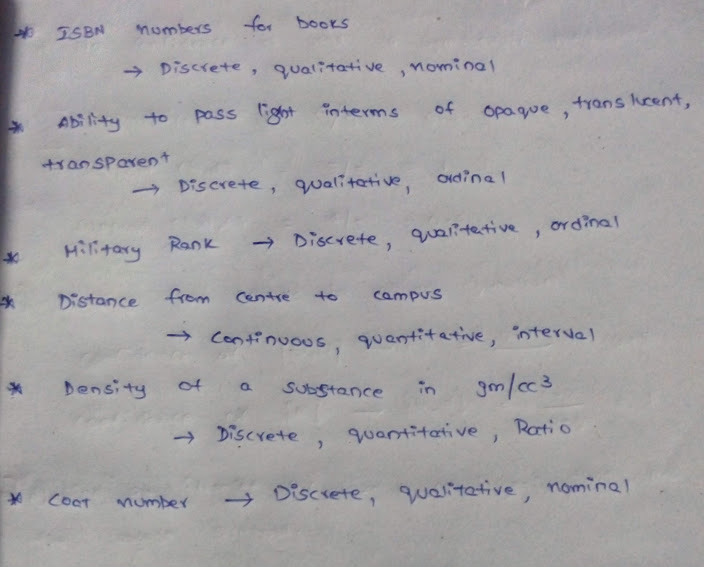 * ISBN numbers for books
→ Discrete, qualitative, nominal
* Ability to pass light interms of opaque, translucent,
transparent
→ Discrete, qualitative, ordinal
* Military Rank → Discrete, qualitative, ordinal
* Distance from centre to campus
→ continuous, quantitative, interval
* Density of a substance in gm/cc³
→ Discrete, quantitative, Ratio
* Coat number → Discrete, qualitative, nominal